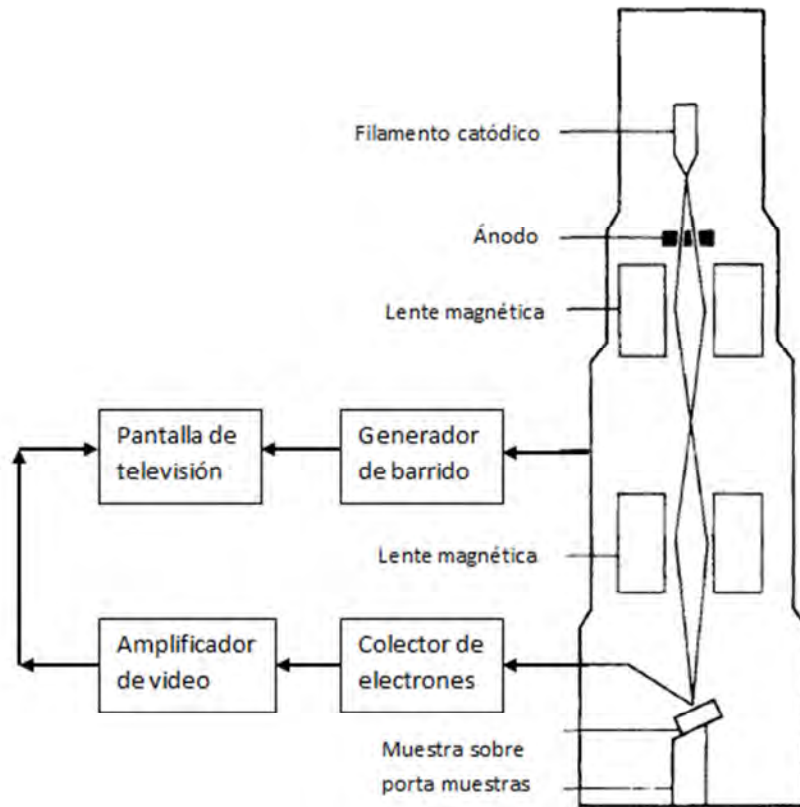 Filamento catódico
Ánodo
Lente magnética
Pantalla de
televisión
Generador
de barrido
Lente magnética
Amplificador
de video
Colector de
electrones
Muestra sobre
porta muestras